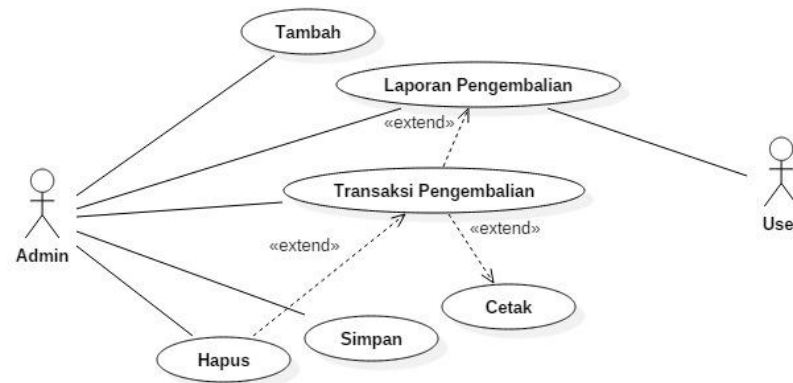 Tambah
Laporan Pengembalian
«extend»
Transaksi Pengembalian
«extend»
«extend»
Admin
Use
Cetak
Simpan
Hapus